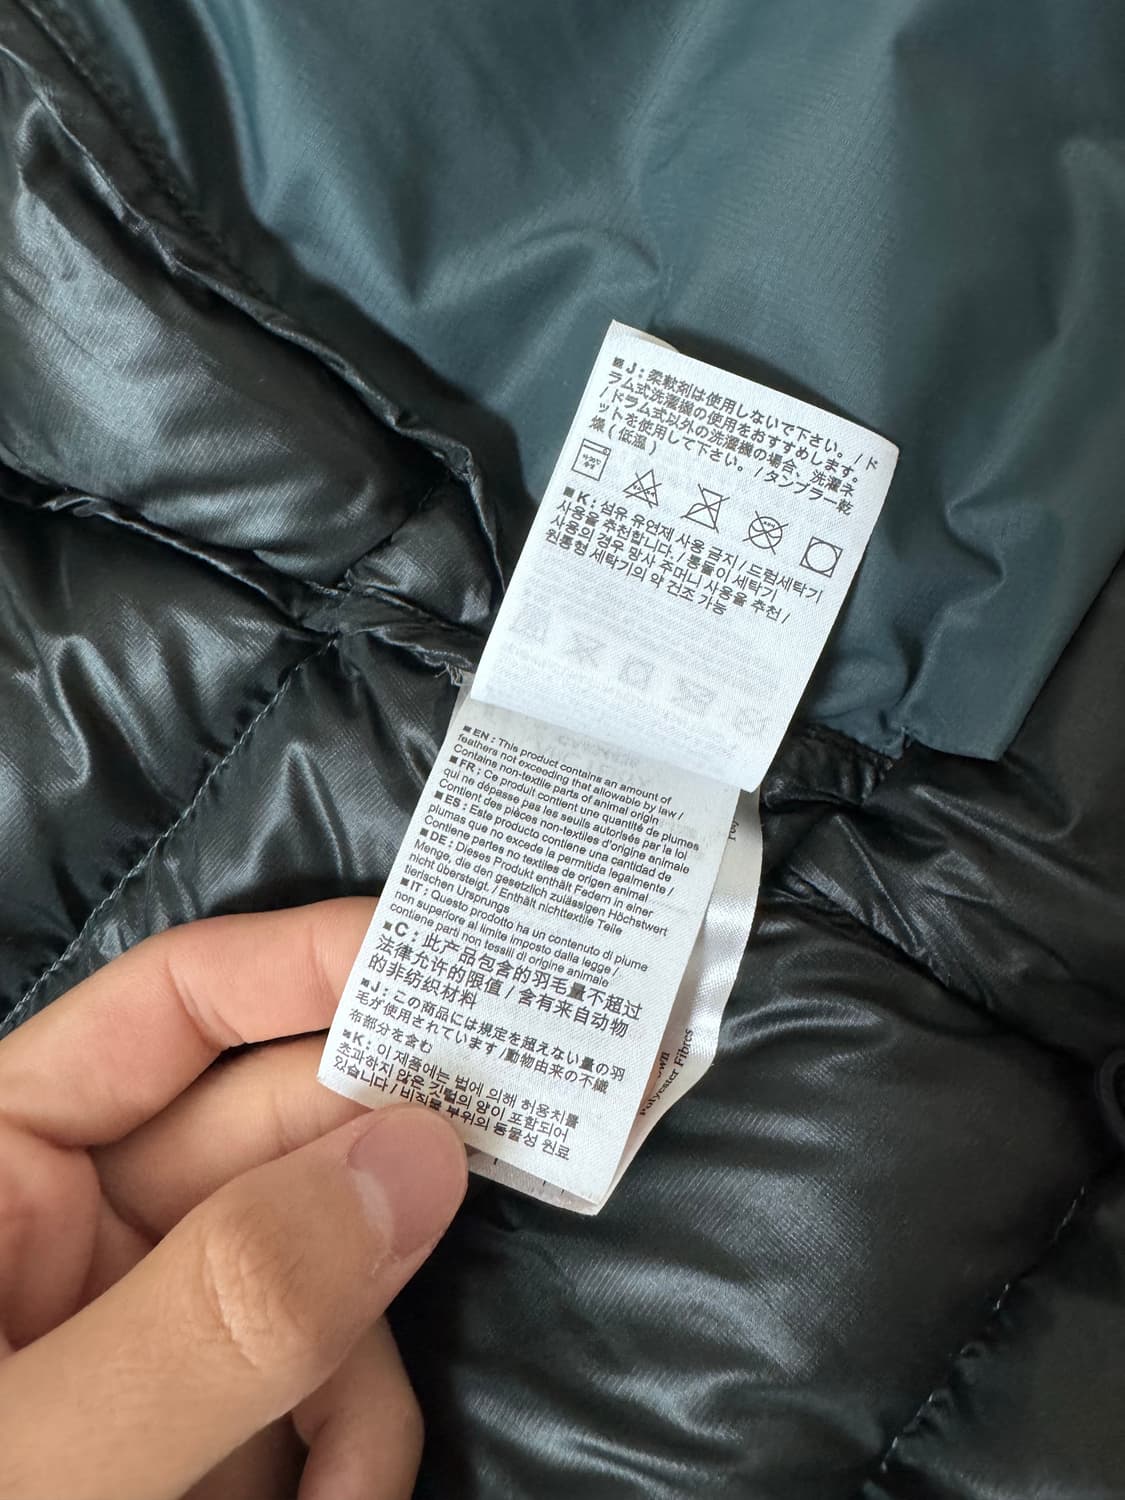 ■J：柔軟剤は使用しないで下さい。/ド
ラム式洗濯機の使用をおすすめします。
/ドラム式以外の洗濯機の場合、洗濯ネ
ットを使用して下さい。/タンブラー乾
燥(低温)
■K：섬유 유연제 사용 금지/드럼세탁기
사용을 추천합니다./통돌이 세탁기
사용의 경우 망사 주머니 사용을 추천/
원통형 세탁기의 약 건조 가능
■EN : This product contains an amount of
feathers not exceeding that allowable by law /
Contains non-textile parts of animal origin
■FR : Ce produit contient une quantité de plumes
qui ne dépasse pas les seuils autorisés par la loi
Contient des pièces non-textiles d'origine animale
■ES : Este producto contiene una cantidad de
plumas que no excede la permitida legalmente /
Contiene partes no textiles de origen animal
■DE : Dieses Produkt enthält Federn in einer
Menge, die den gesetzlich zulässigen Höchstwert
nicht übersteigt. / Enthält nichttextile Teile
tierischen Ursprungs
■IT : Questo prodotto ha un contenuto di piume
non superiore al limite imposto dalla legge /
contiene parti non tessili di origine animale
■C：此产品包含的羽毛量不超过
法律允许的限值/含有来自动物
的非纺织材料
■J：この商品には規定を超えない量の羽
毛が使用されています/動物由来の不織
布部分を含む
■K：이 제품에는 법에 의해 허용치를
초과하지 않은 깃털의 양이 포함되어
있습니다/비직물 부위의 동물성 원료
Polyester Fibres